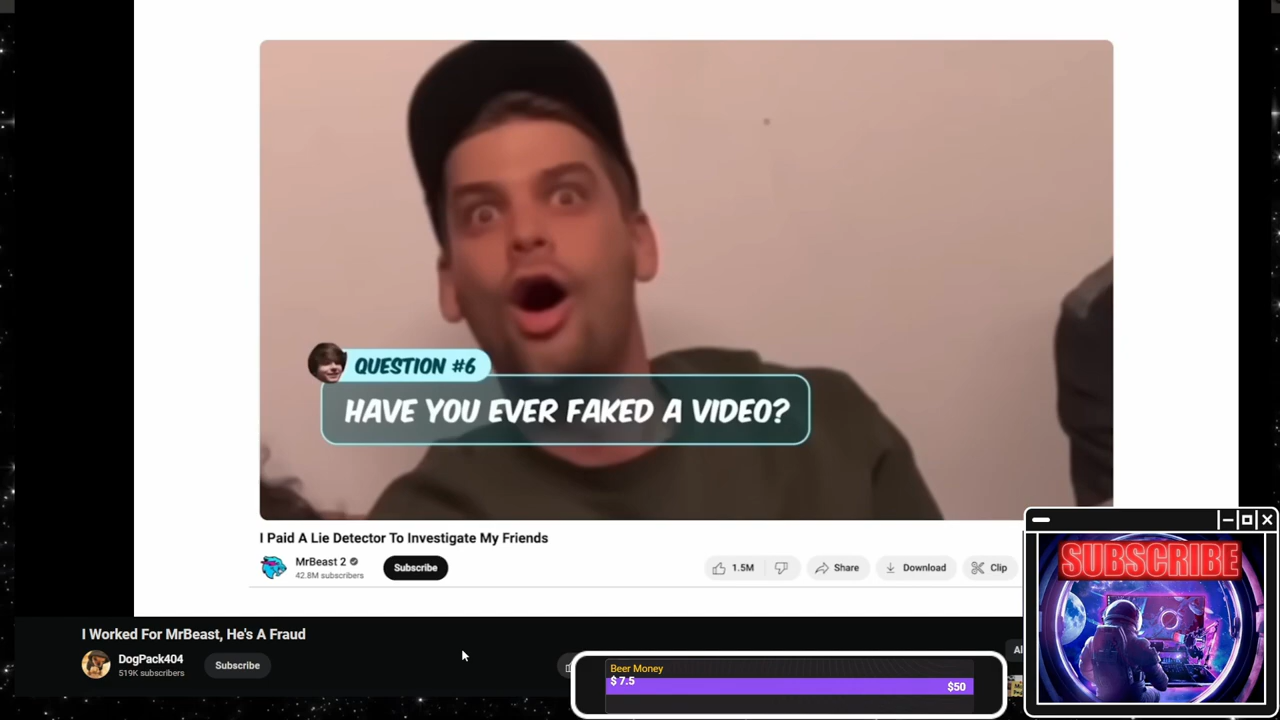 QUESTION #6
HAVE YOU EVER FAKED A VIDEO?
I Paid A Lie Detector To Investigate My Friends
MrBeast 2
42.8M subscribers
Subscribe
1.5M
Share
Download
Clip
SUBSCRIBE
I Worked For MrBeast, He's A Fraud
DogPack404
519K subscribers
Subscribe
Al
Beer Money
$ 7.5
$50